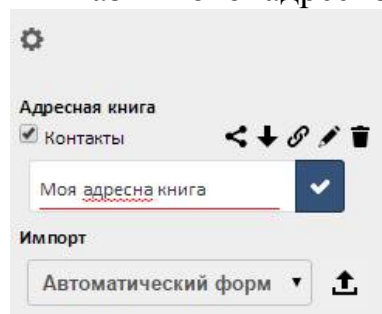 Адресная книга
Контакты
Моя адресна книга
Импорт
Автоматический форм